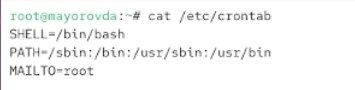 root@mayorovda:~# cat /etc/crontab
SHELL=/bin/bash
PATH=/sbin:/bin:/usr/sbin:/usr/bin
MAILTO=root